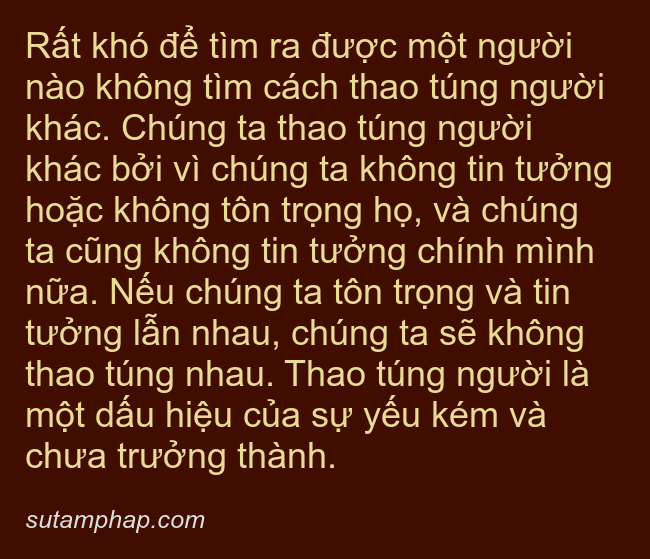 Rất khó để tìm ra được một người
nào không tìm cách thao túng người
khác. Chúng ta thao túng người
khác bởi vì chúng ta không tin tưởng
hoặc không tôn trọng họ, và chúng
ta cũng không tin tưởng chính mình
nữa. Nếu chúng ta tôn trọng và tin
tưởng lẫn nhau, chúng ta sẽ không
thao túng nhau. Thao túng người là
một dấu hiệu của sự yếu kém và
chưa trưởng thành.
sutamphap.com